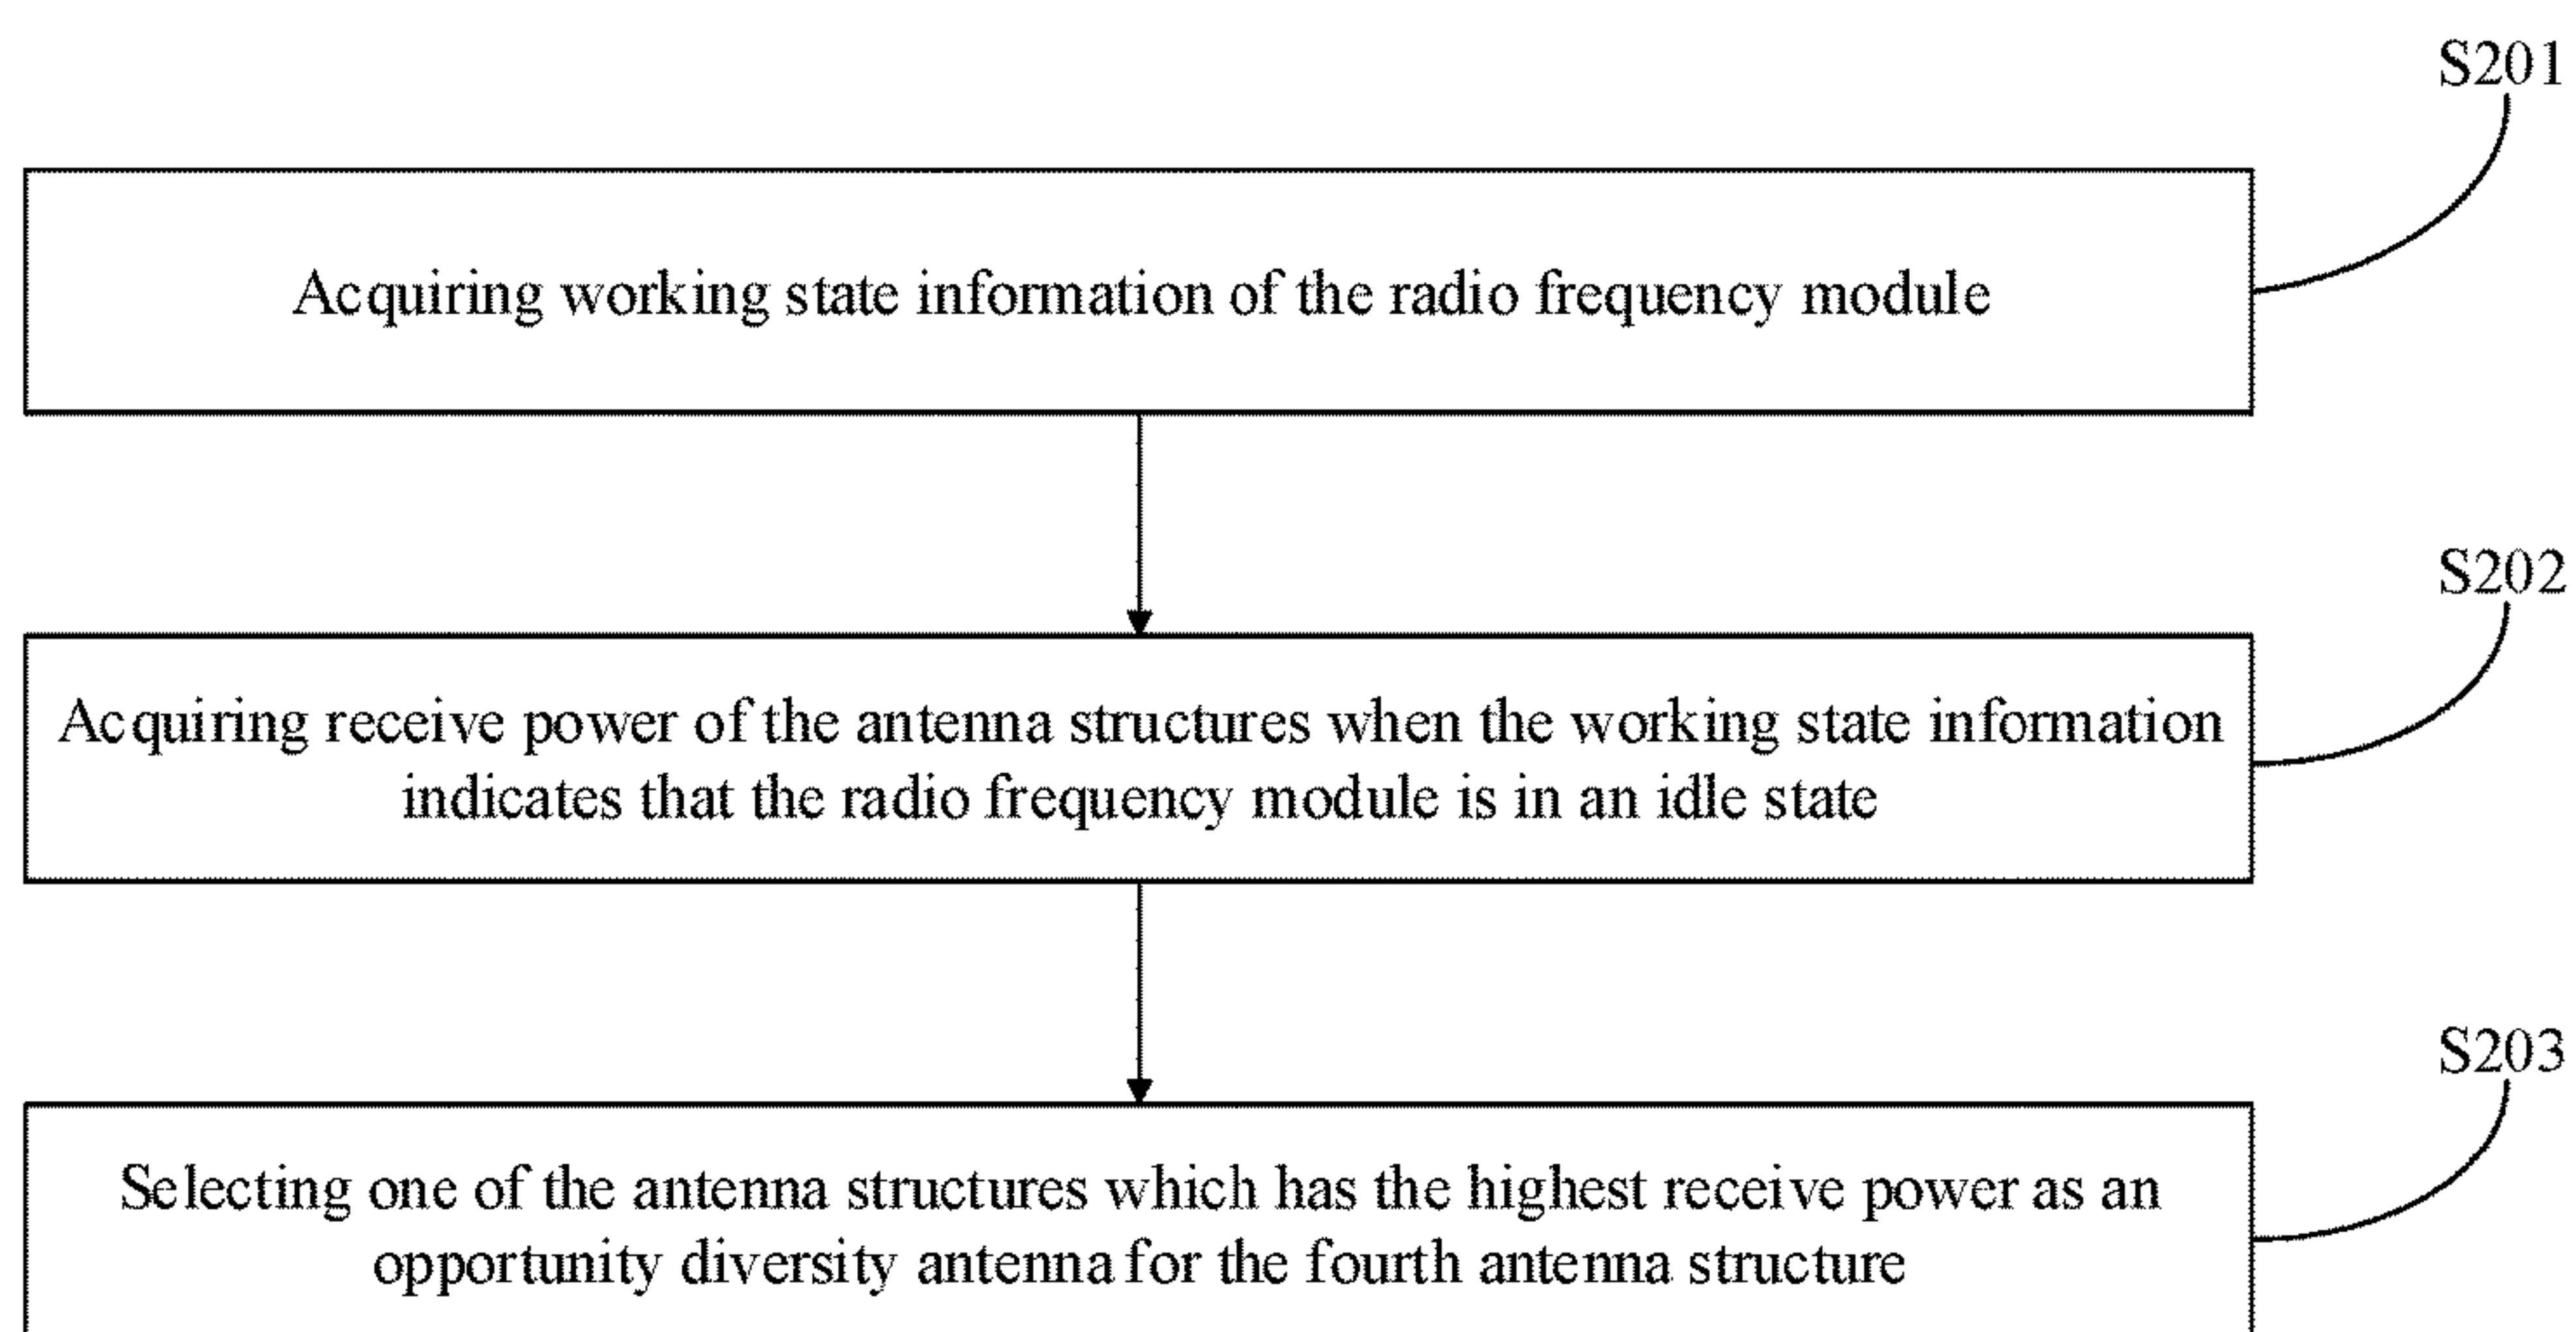 S201
Acquiring working state information of the radio frequency module
S202
Acquiring receive power of the antenna structures when the working state information
indicates that the radio frequency module is in an idle state
S203
Selecting one of the antenna structures which has the highest receive power as an
opportunity diversity antenna for the fourth antenna structure